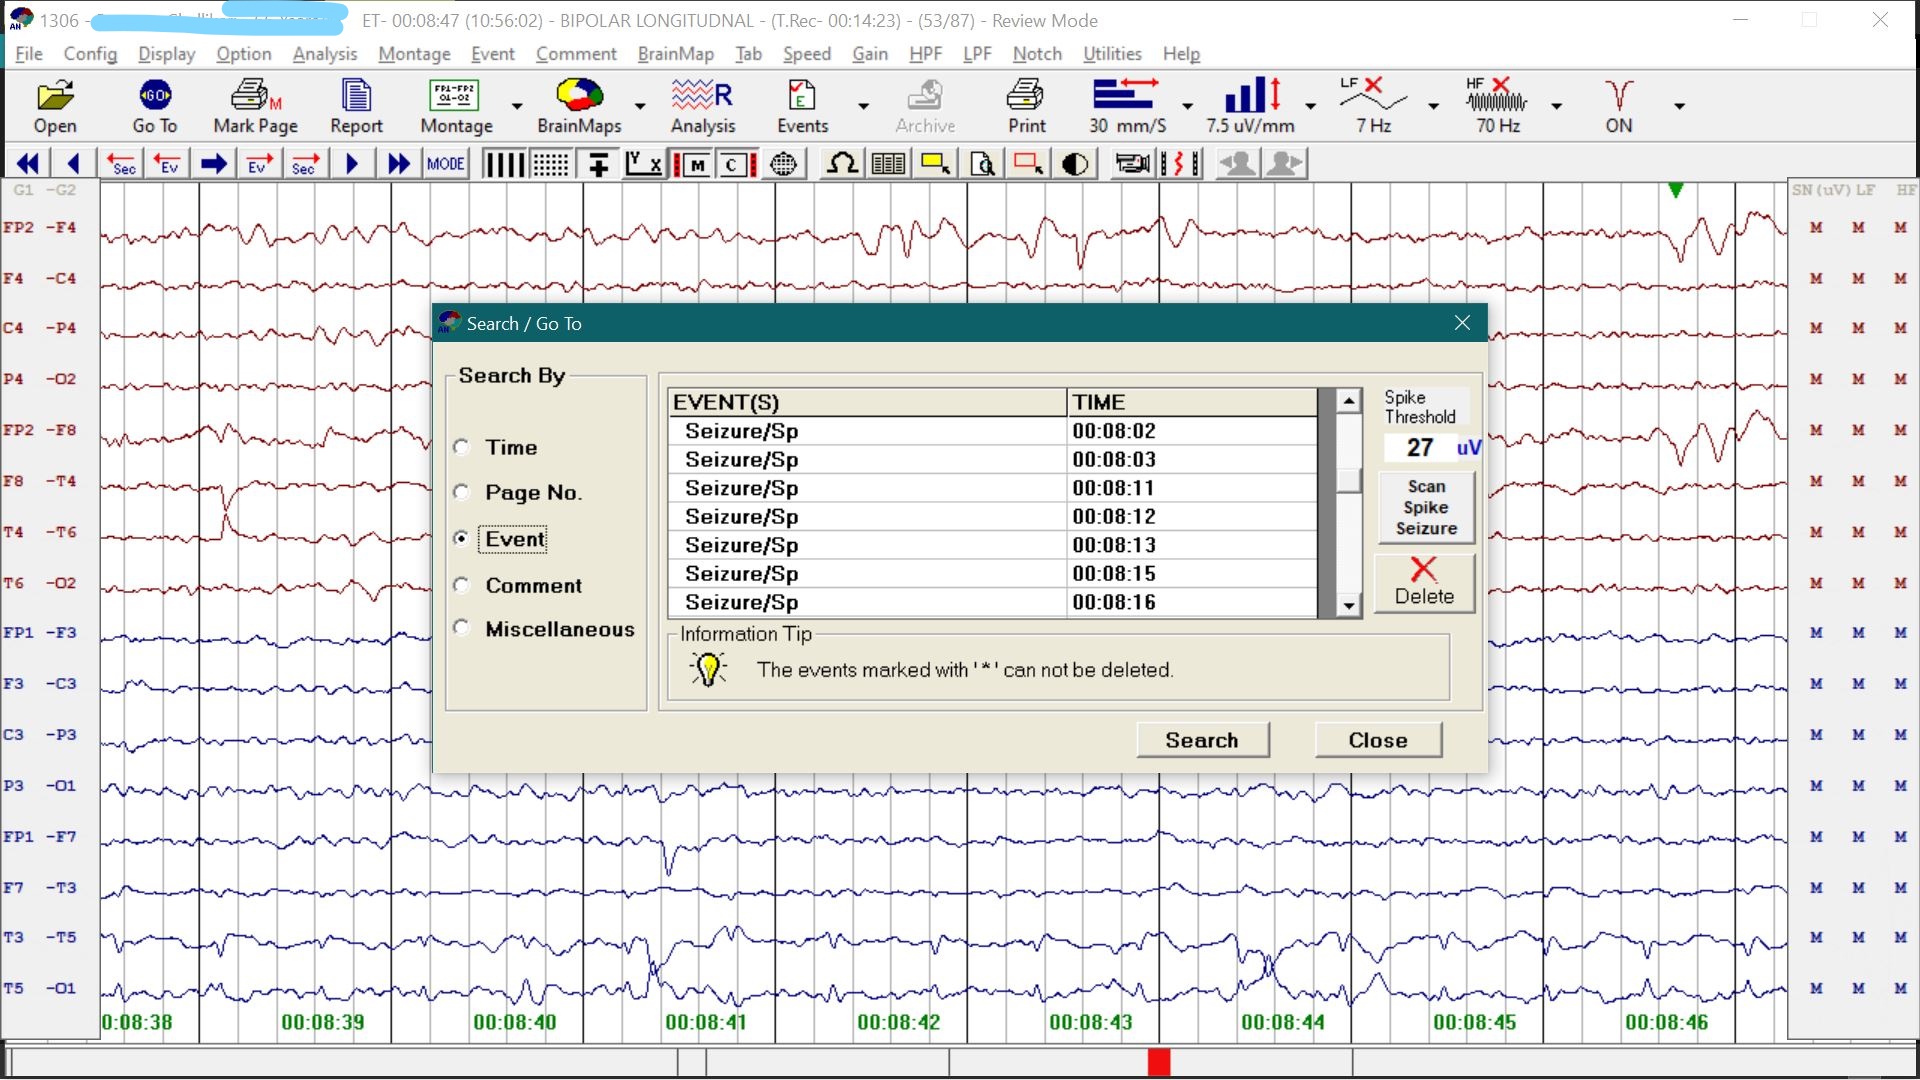 1306 -
ET- 00:08:47 (10:56:02) - BIPOLAR LONGITUDNAL - (T.Rec- 00:14:23) - (53/87) - Review Mode
File Config Display Option Analysis Montage Event Comment BrainMap Tab Speed Gain HPF LPF Notch Utilities Help
GO M FP1-FP2 O1-O2 R E LF HF
Open Go To Mark Page Report Montage BrainMaps Analysis Events Archive Print 30 mm/S 7.5 uV/mm 7 Hz 70 Hz ON
Sec Ev Ev Sec MODE Y X M C
G1 -G2 SN(uV) LF HF
FP2 -F4 M M M
F4 -C4 M M M
C4 -P4 M M M
P4 -O2 M M M
FP2 -F8 M M M
F8 -T4 M M M
T4 -T6 M M M
T6 -O2 M M M
FP1 -F3 M M M
F3 -C3 M M M
C3 -P3 M M M
P3 -O1 M M M
FP1 -F7 M M M
F7 -T3 M M M
T3 -T5 M M M
T5 -O1 M M M
Search / Go To
Search By
Time
Page No.
Event
Comment
Miscellaneous
EVENT(S) TIME
Seizure/Sp 00:08:02
Seizure/Sp 00:08:03
Seizure/Sp 00:08:11
Seizure/Sp 00:08:12
Seizure/Sp 00:08:13
Seizure/Sp 00:08:15
Seizure/Sp 00:08:16
Spike
Threshold
27 uV
Scan
Spike
Seizure
Delete
Information Tip
The events marked with '*' can not be deleted.
Search Close
0:08:38 00:08:39 00:08:40 00:08:41 00:08:42 00:08:43 00:08:44 00:08:45 00:08:46